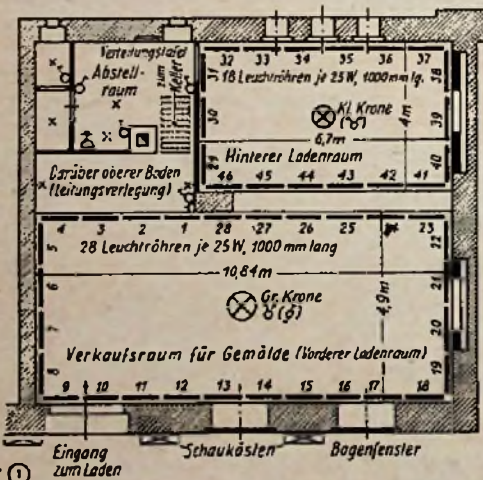 Verteilungstafel
Abstell-
raum
zum
Keller
32 33 34 35 36 37
31 18 Leuchtröhren je 25W, 1000 mm lg. 38
30 Kl. Krone 4m 39
6,7m
29 Hinterer Ladenraum 40
46 45 44 43 42 41
Darüber oberer Boden
(Leitungsverlegung)
4 3 2 1 28 27 26 25 23
5 28 Leuchtröhren je 25W, 1000 mm lang 22
10,84m
6 Gr. Krone 4,9m 21
7 20
Verkaufsraum für Gemälde (Vorderer Ladenraum)
8 19
9 10 11 12 13 14 15 16 17 18
Eingang
zum Laden
Schaukästen
Bogenfenster
1